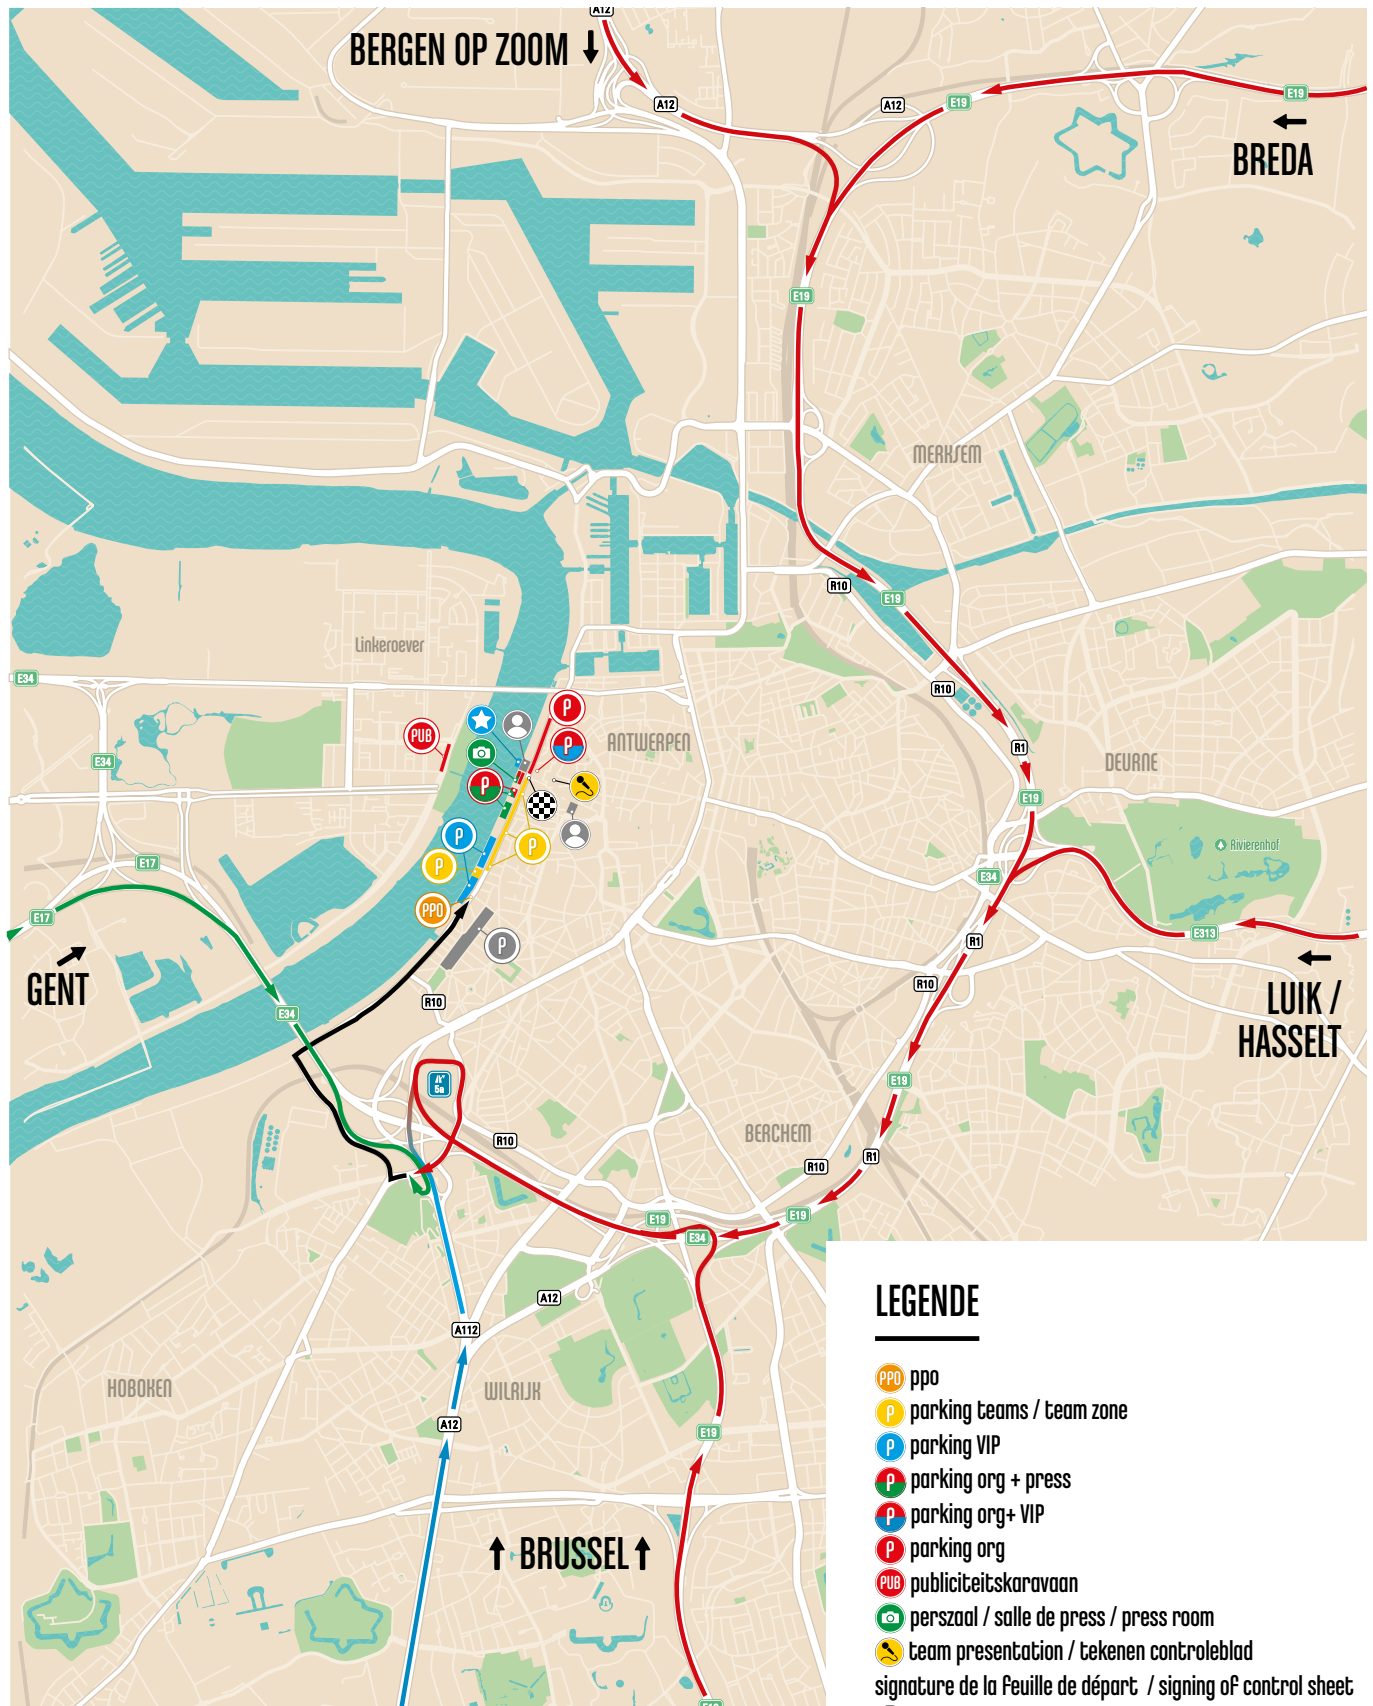 A12
BERGEN OP ZOOM
A12
A12
E19
E19
BREDA
E19
MERKSEM
R10
E19
Linkeroever
E34
R10
P
PUB
P
ANTWERPEN
R1
E34
DEURNE
P
E19
P
P
Rivierenhof
E17
P
E34
PPO
E17
E313
P
R1
GENT
R10
R10
LUIK /
HASSELT
E34
E19
5a
BERCHEM
R10
R1
R10
E19
E19
E34
A12
A112
HOBOKEN
WILRIJK
A12
E19
BRUSSEL
LEGENDE
PPO ppo
P parking teams / team zone
P parking VIP
P parking org + press
P parking org+ VIP
P parking org
PUB publiciteitskaravaan
perszaal / salle de press / press room
team presentation / tekenen controleblad
signature de la feuille de départ / signing of control sheet